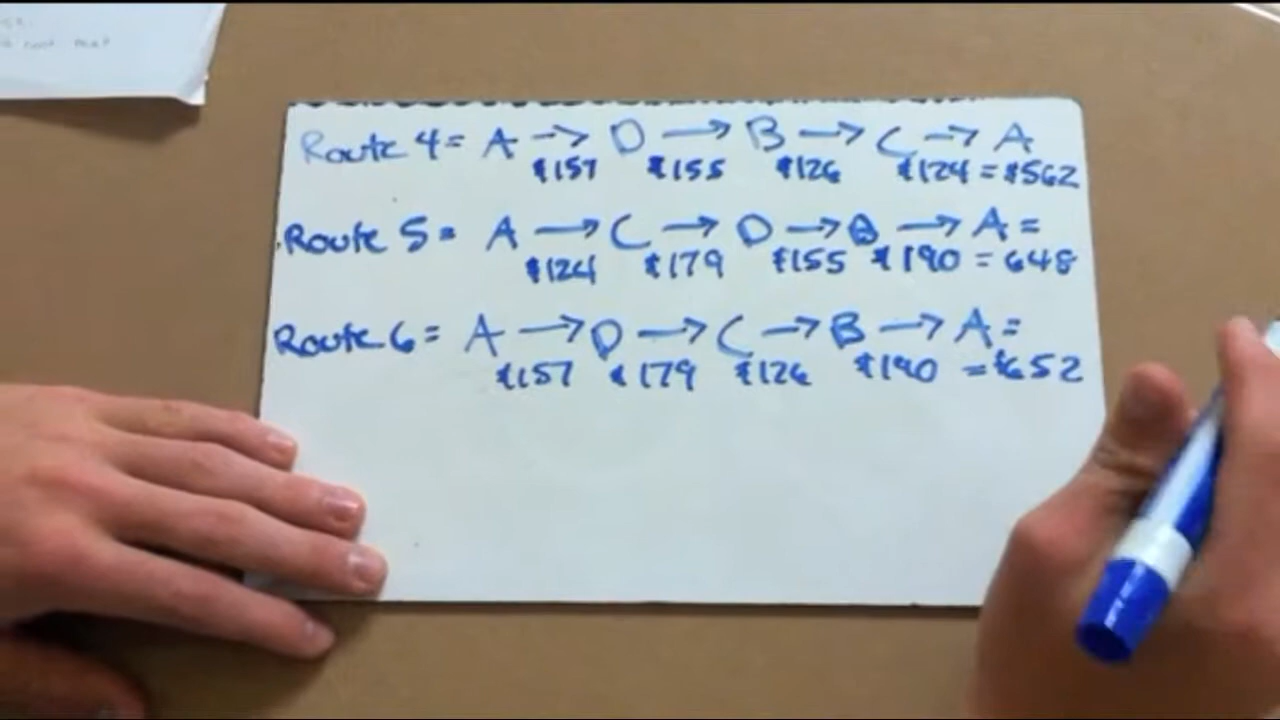 Route 4 = A → D → B → C → A
$157 $155 $126 $124 = $562
Route 5 = A → C → D → B → A =
$124 $179 $155 $190 = 648
Route 6 = A → D → C → B → A =
$157 $179 $126 $190 = $652